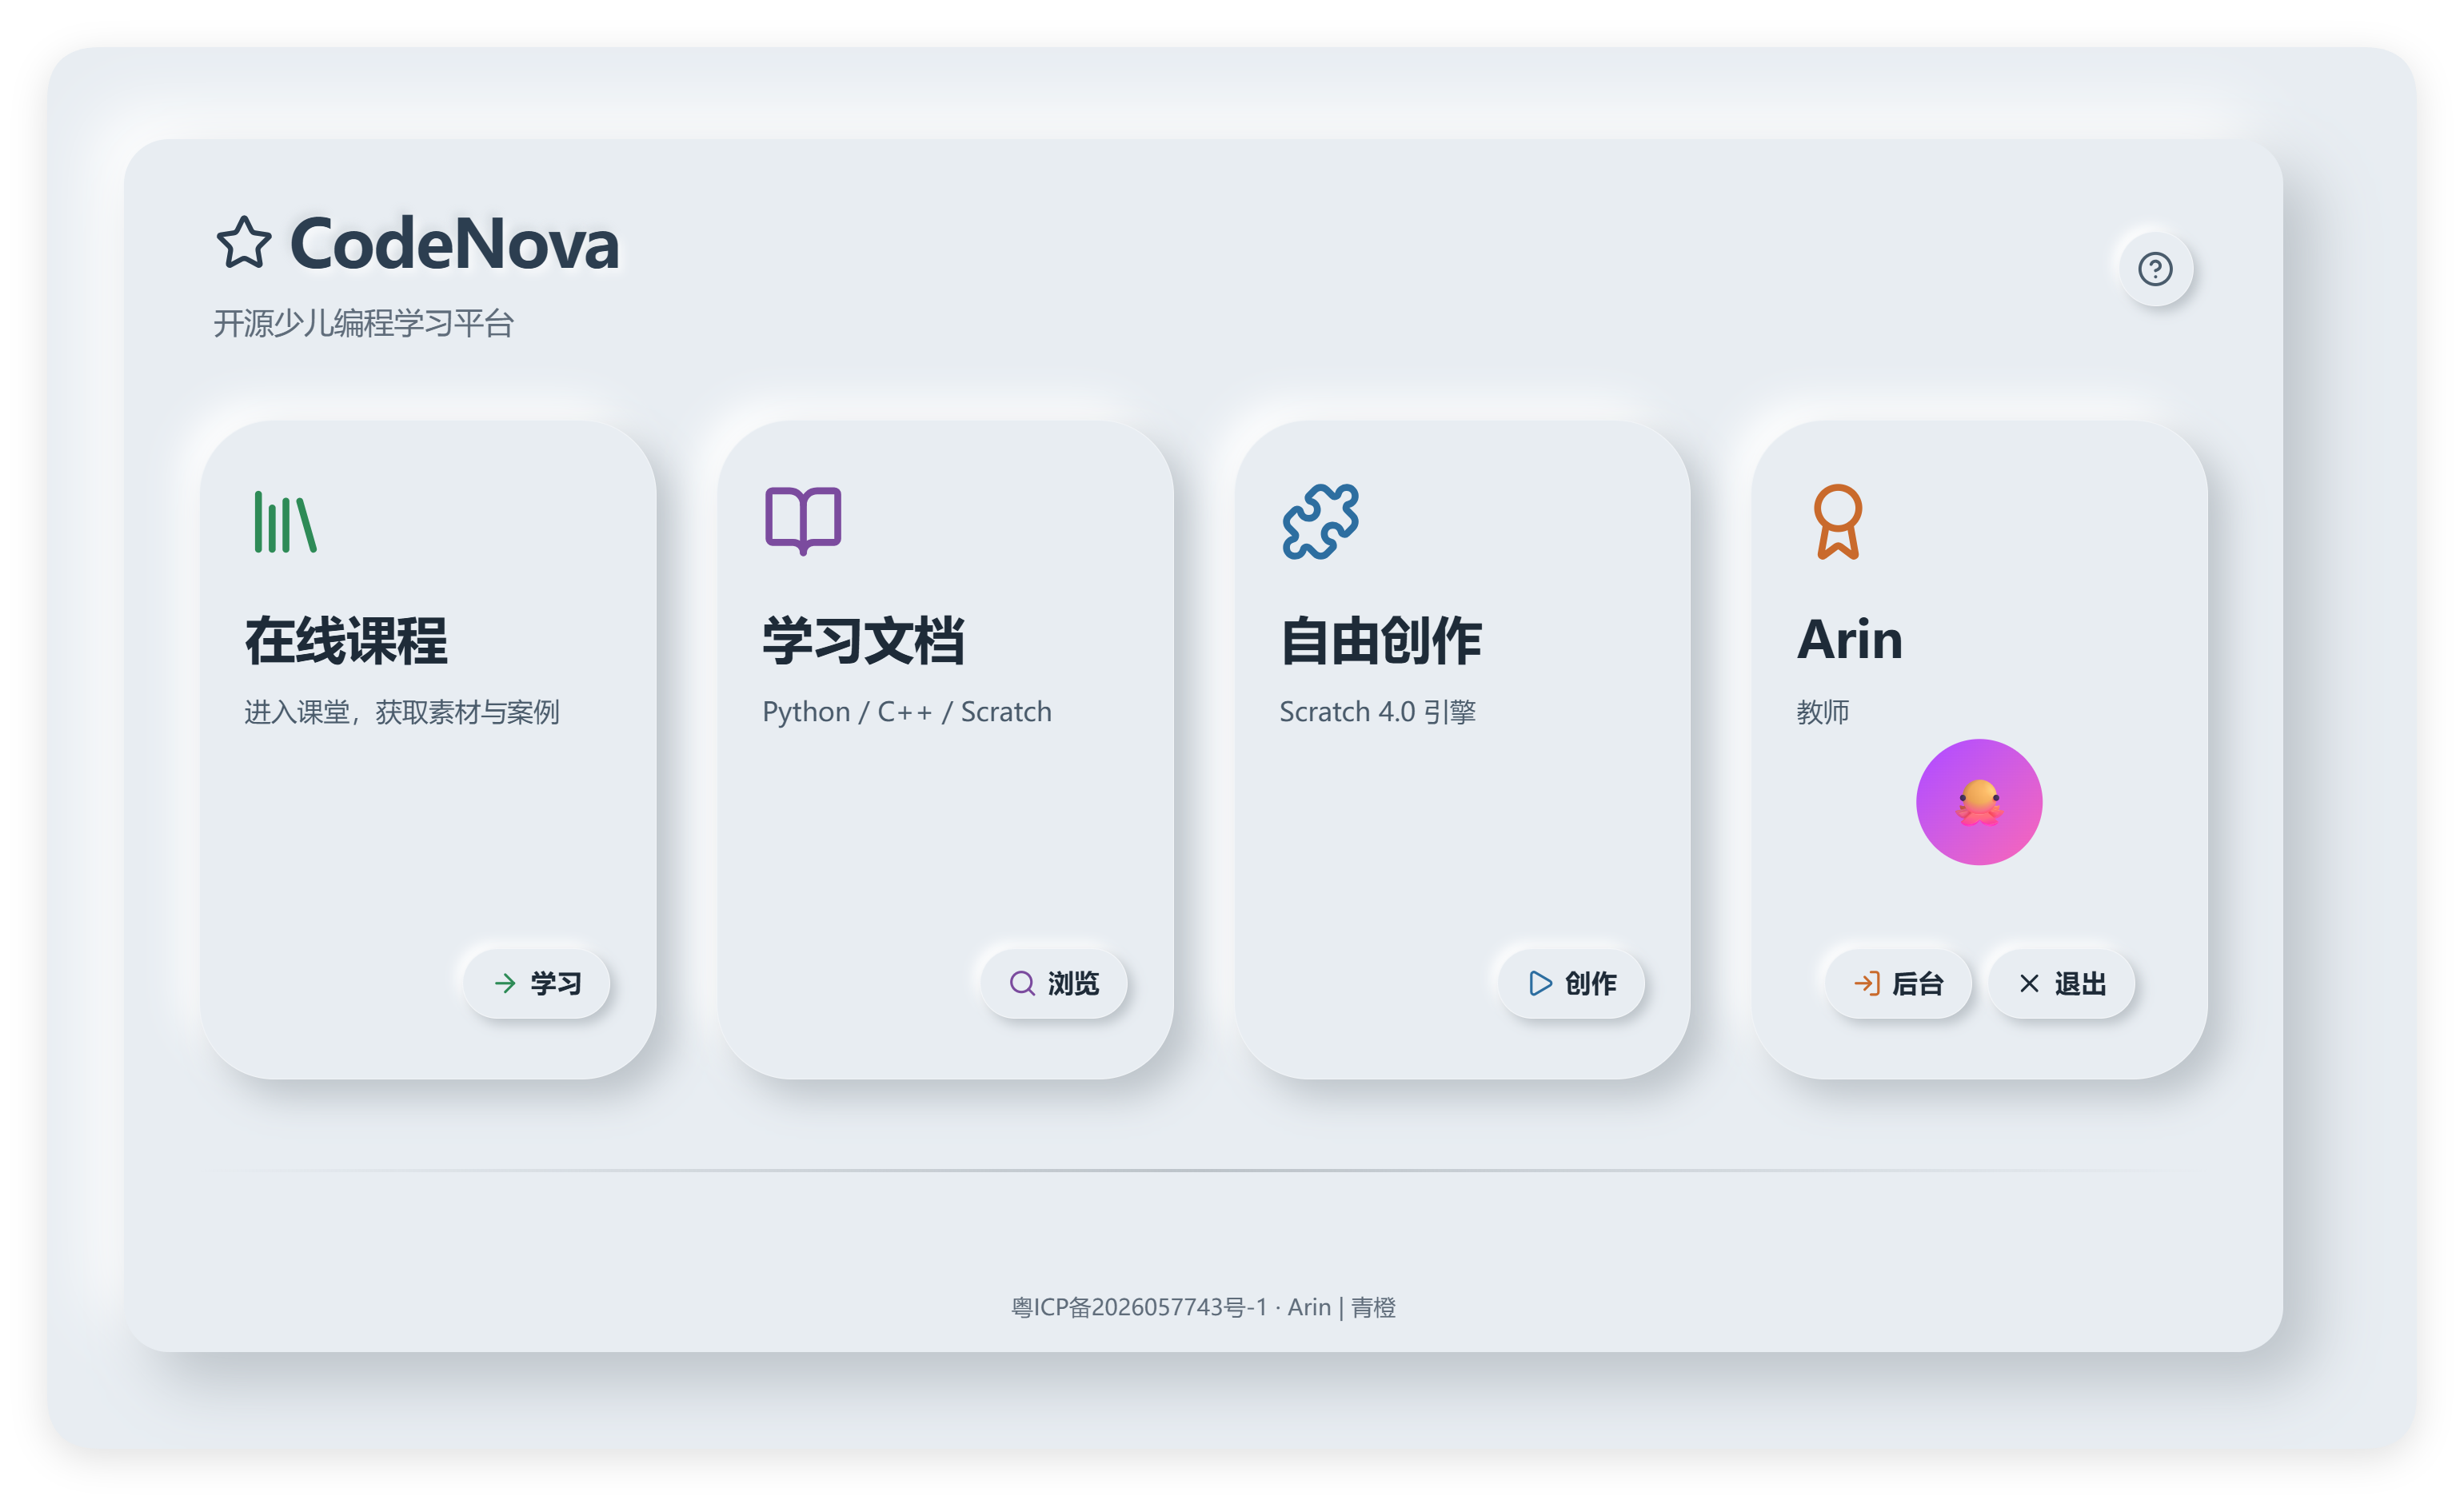 CodeNova
开源少儿编程学习平台
在线课程
进入课堂，获取素材与案例
学习
学习文档
Python / C++ / Scratch
浏览
自由创作
Scratch 4.0 引擎
创作
Arin
教师
后台
退出
粤ICP备2026057743号-1 · Arin | 青橙